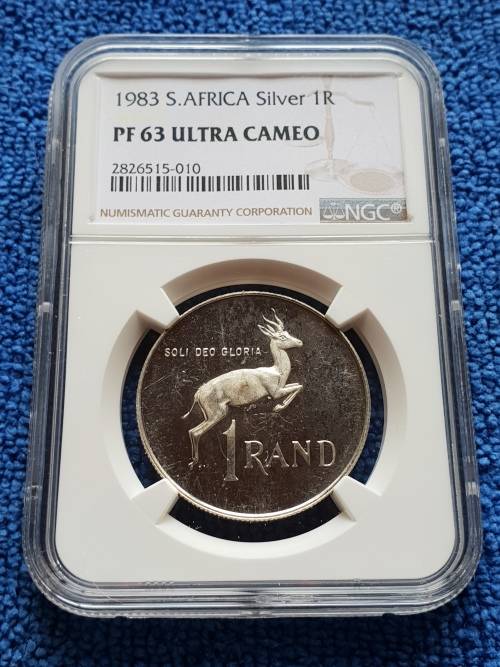 1983 S.AFRICA Silver 1R
PF 63 ULTRA CAMEO
2826515-010
NUMISMATIC GUARANTY CORPORATION
NGC®
SOLI DEO GLORIA
1 RAND